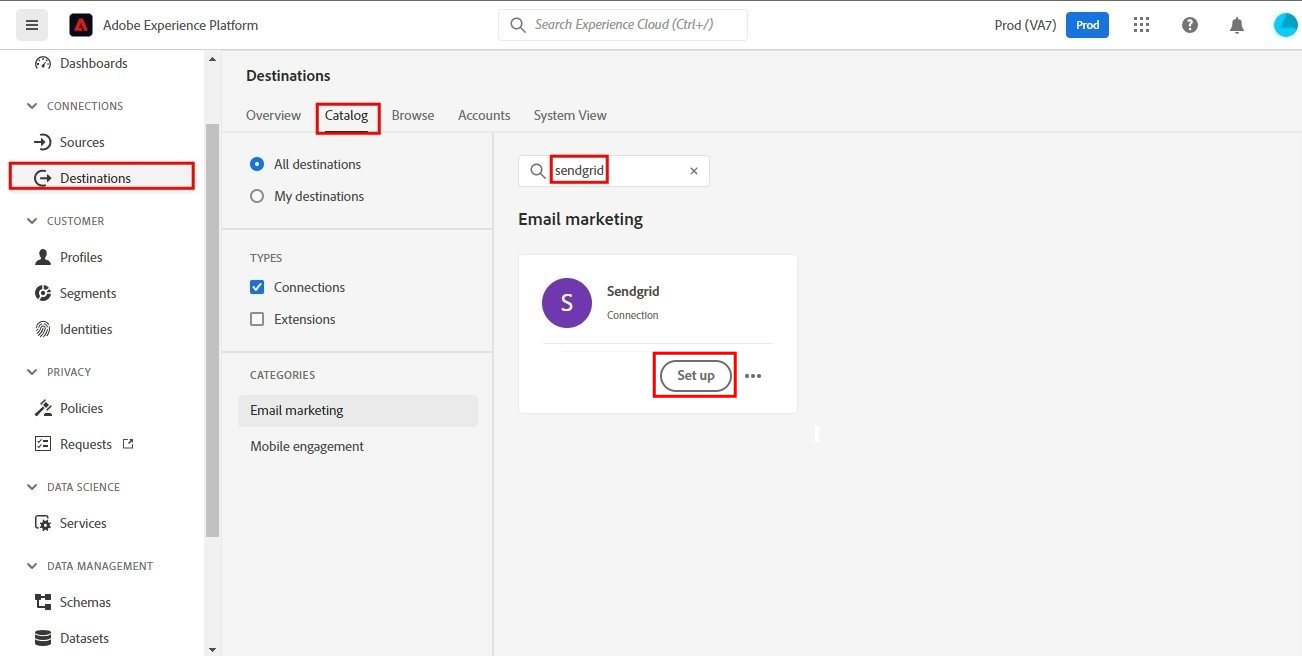 Adobe Experience Platform
Search Experience Cloud (Ctrl+/)
Prod (VA7)
Prod
Dashboards
CONNECTIONS
Sources
Destinations
CUSTOMER
Profiles
Segments
Identities
PRIVACY
Policies
Requests
DATA SCIENCE
Services
DATA MANAGEMENT
Schemas
Datasets
Destinations
Overview Catalog Browse Accounts System View
All destinations
My destinations
TYPES
Connections
Extensions
CATEGORIES
Email marketing
Mobile engagement
sendgrid
Email marketing
S
Sendgrid
Connection
Set up